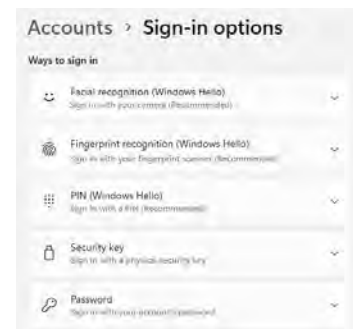 Accounts > Sign-in options
Ways to sign in
Facial recognition (Windows Hello)
Sign in with your camera (Recommended)
Fingerprint recognition (Windows Hello)
Sign in with your fingerprint scanner (Recommended)
PIN (Windows Hello)
Sign in with a PIN (Recommended)
Security key
Sign in with a physical security key
Password
Sign in with your account's password